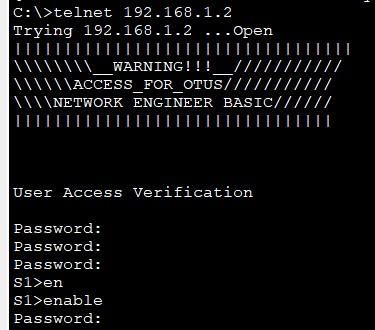 C:\>telnet 192.168.1.2
Trying 192.168.1.2 ...Open
||||||||||||||||||||||||||||||||||
\\\\\\\\__WARNING!!!__///////////
\\\\\\ACCESS_FOR_OTUS///////////
\\\\NETWORK ENGINEER BASIC//////
||||||||||||||||||||||||||||||||
User Access Verification
Password:
Password:
Password:
S1>en
S1>enable
Password: